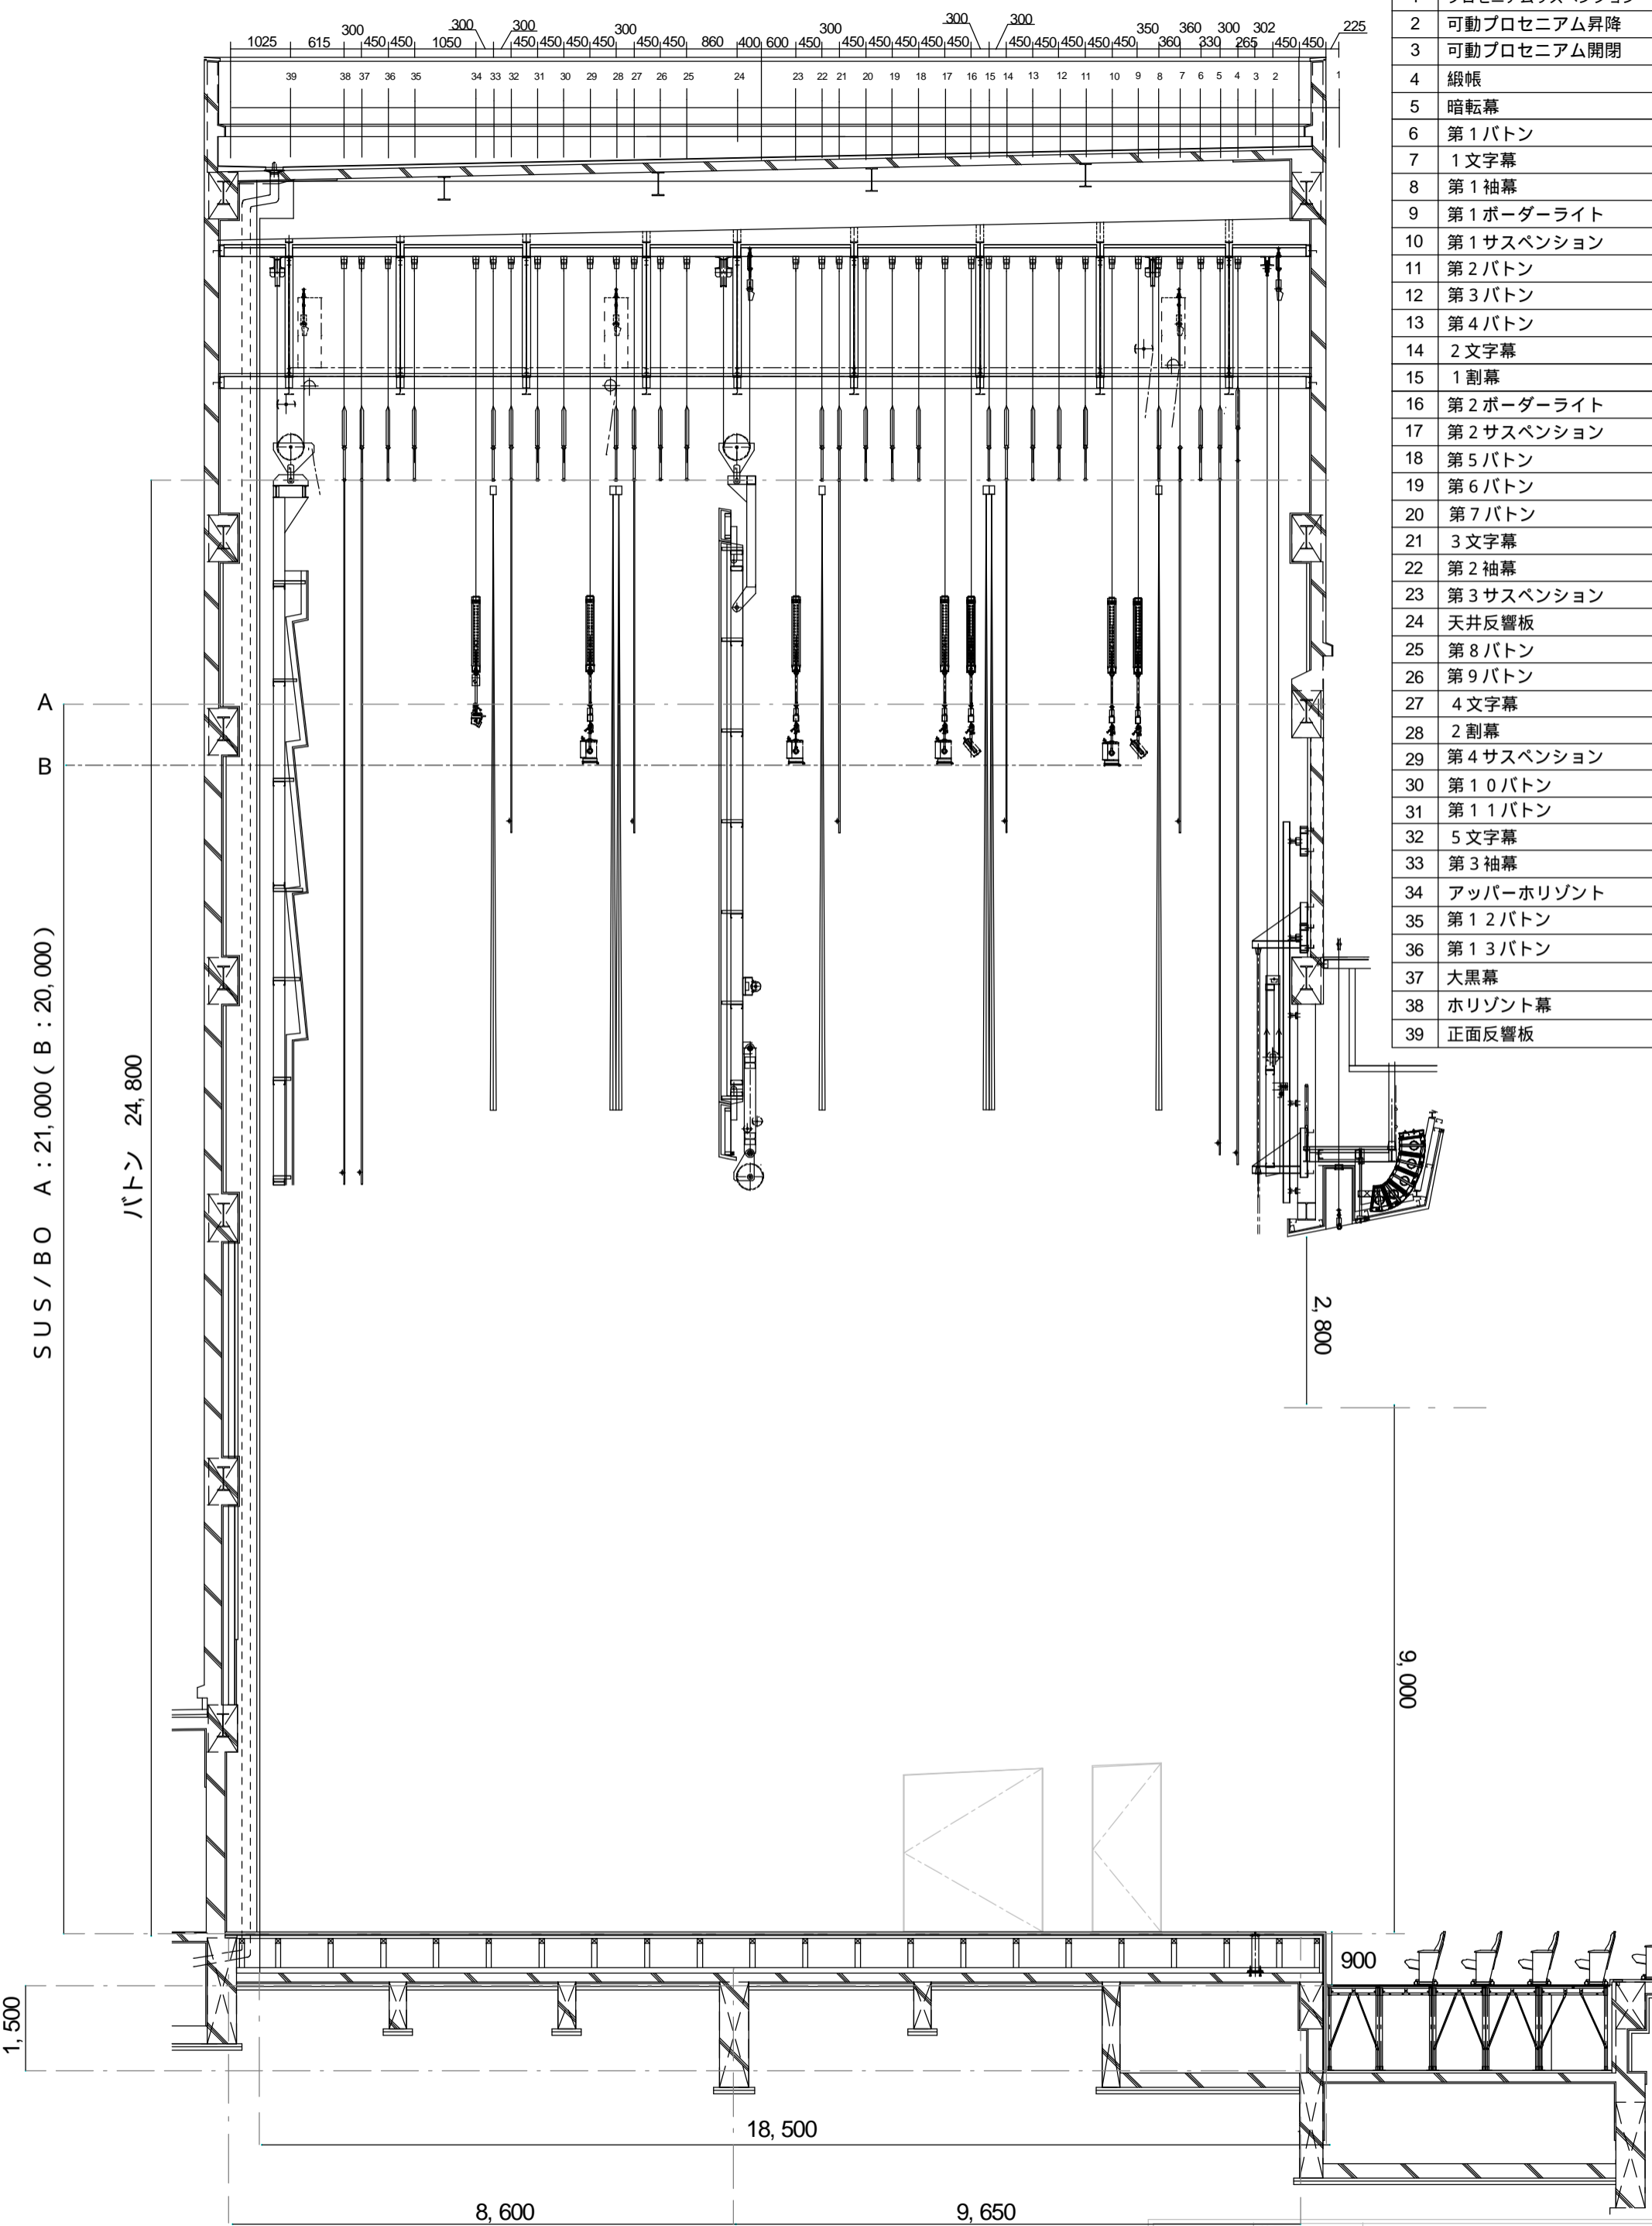 300 300 300 300
1025 615 300 450 450 1050 450 450 450 450 300 450 450 860 400 600 450 300 450 450 450 450 450 450 450 450 450 450 350 360 360 330 300 265 302 450 450 225
39 38 37 36 35 34 33 32 31 30 29 28 27 26 25 24 23 22 21 20 19 18 17 16 15 14 13 12 11 10 9 8 7 6 5 4 3 2 1
2 可動プロセニアム昇降
3 可動プロセニアム開閉
4 緞帳
5 暗転幕
6 第１バトン
7 １文字幕
8 第１袖幕
9 第１ボーダーライト
10 第１サスペンション
11 第２バトン
12 第３バトン
13 第４バトン
14 ２文字幕
15 １割幕
16 第２ボーダーライト
17 第２サスペンション
18 第５バトン
19 第６バトン
20 第７バトン
21 ３文字幕
22 第２袖幕
23 第３サスペンション
24 天井反響板
25 第８バトン
26 第９バトン
27 ４文字幕
28 ２割幕
29 第４サスペンション
30 第１０バトン
31 第１１バトン
32 ５文字幕
33 第３袖幕
34 アッパーホリゾント
35 第１２バトン
36 第１３バトン
37 大黒幕
38 ホリゾント幕
39 正面反響板
A
B
SUS/BO A:21,000(B:20,000)
バトン 24,800
2,800
9,000
900
1,500
18,500
8,600
9,650